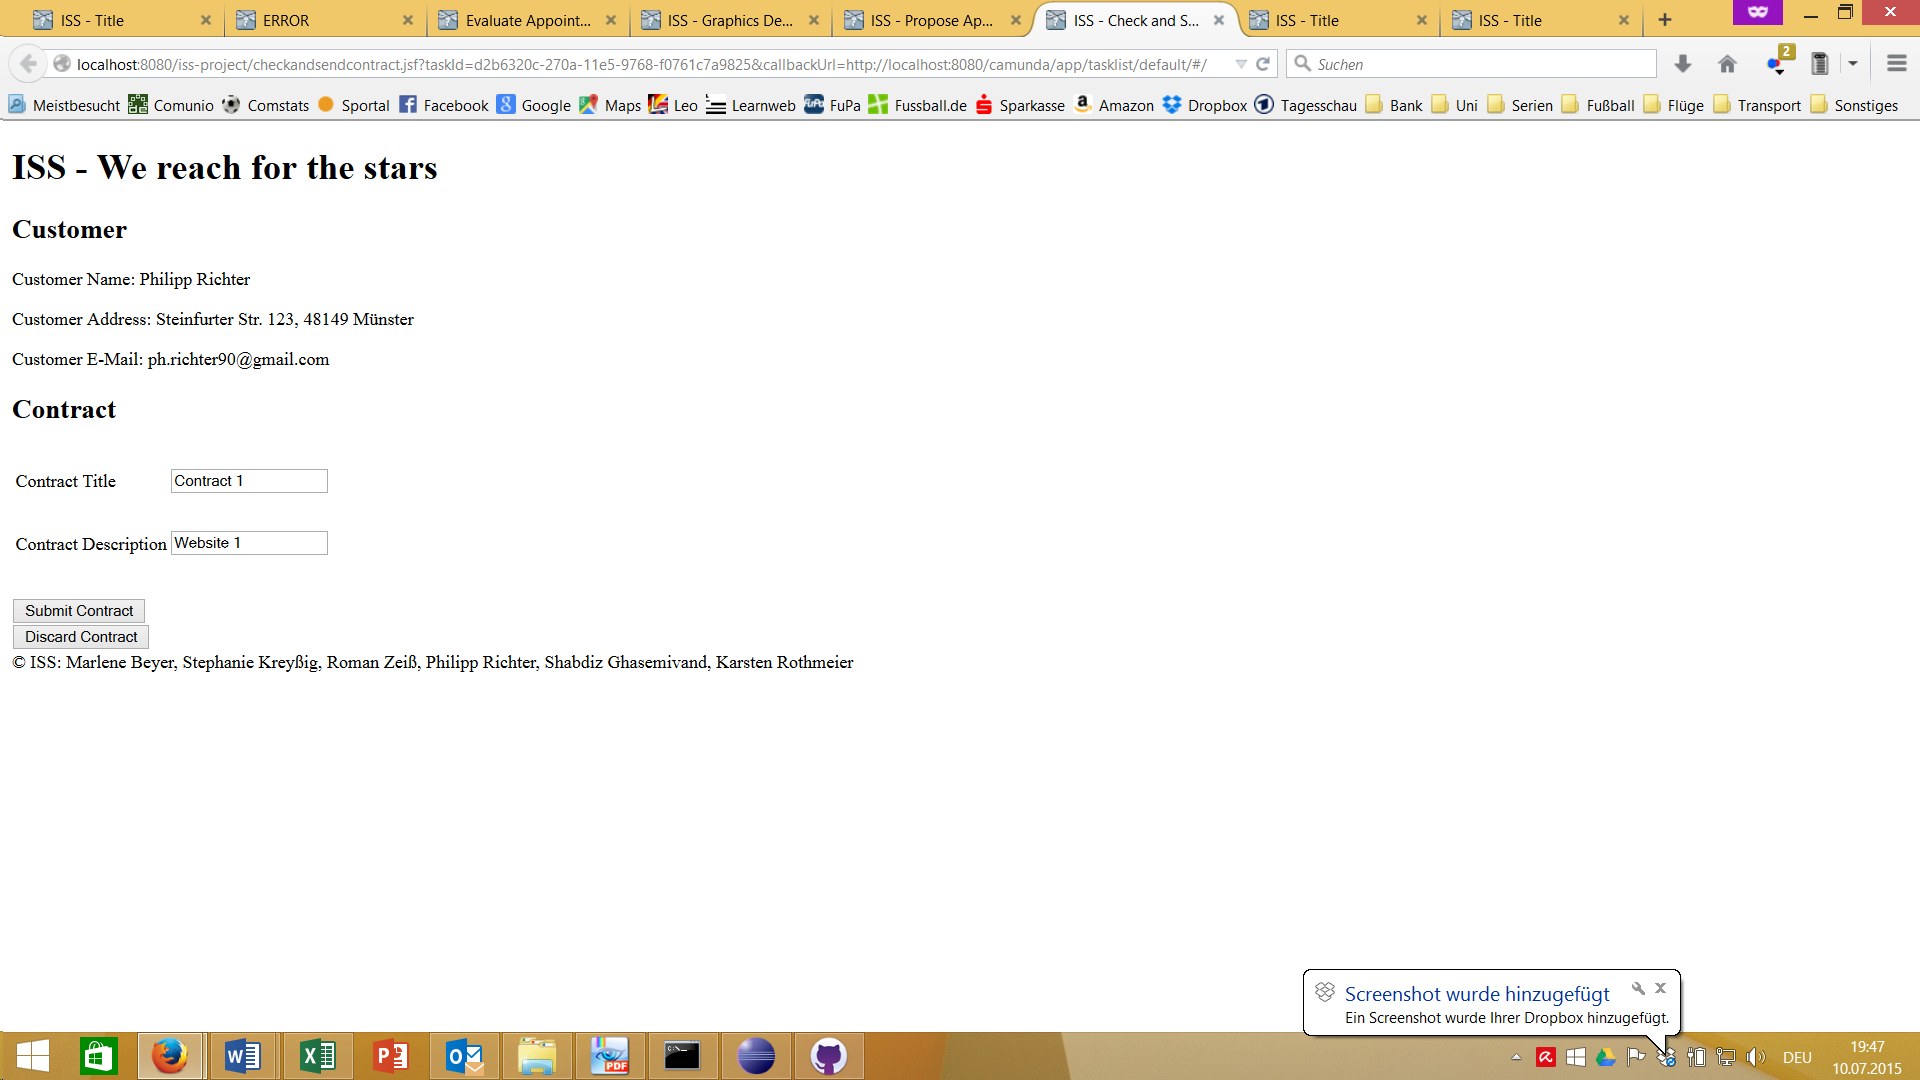 ISS - Title
ERROR
Evaluate Appoint...
ISS - Graphics De...
ISS - Propose Ap...
ISS - Check and S...
ISS - Title
ISS - Title
localhost:8080/iss-project/checkandsendcontract.jsf?taskId=d2b6320c-270a-11e5-9768-f0761c7a9825&callbackUrl=http://localhost:8080/camunda/app/tasklist/default/#/
Suchen
2
Meistbesucht Comunio Comstats Sportal Facebook Google Maps Leo Learnweb FuPa Fussball.de Sparkasse Amazon Dropbox Tagesschau Bank Uni Serien Fußball Flüge Transport Sonstiges
ISS - We reach for the stars
Customer
Customer Name: Philipp Richter
Customer Address: Steinfurter Str. 123, 48149 Münster
Customer E-Mail: ph.richter90@gmail.com
Contract
Contract Title Contract 1
Contract Description Website 1
Submit Contract
Discard Contract
© ISS: Marlene Beyer, Stephanie Kreyßig, Roman Zeiß, Philipp Richter, Shabdiz Ghasemivand, Karsten Rothmeier
Screenshot wurde hinzugefügt
Ein Screenshot wurde Ihrer Dropbox hinzugefügt.
PDF
DEU
19:47
10.07.2015